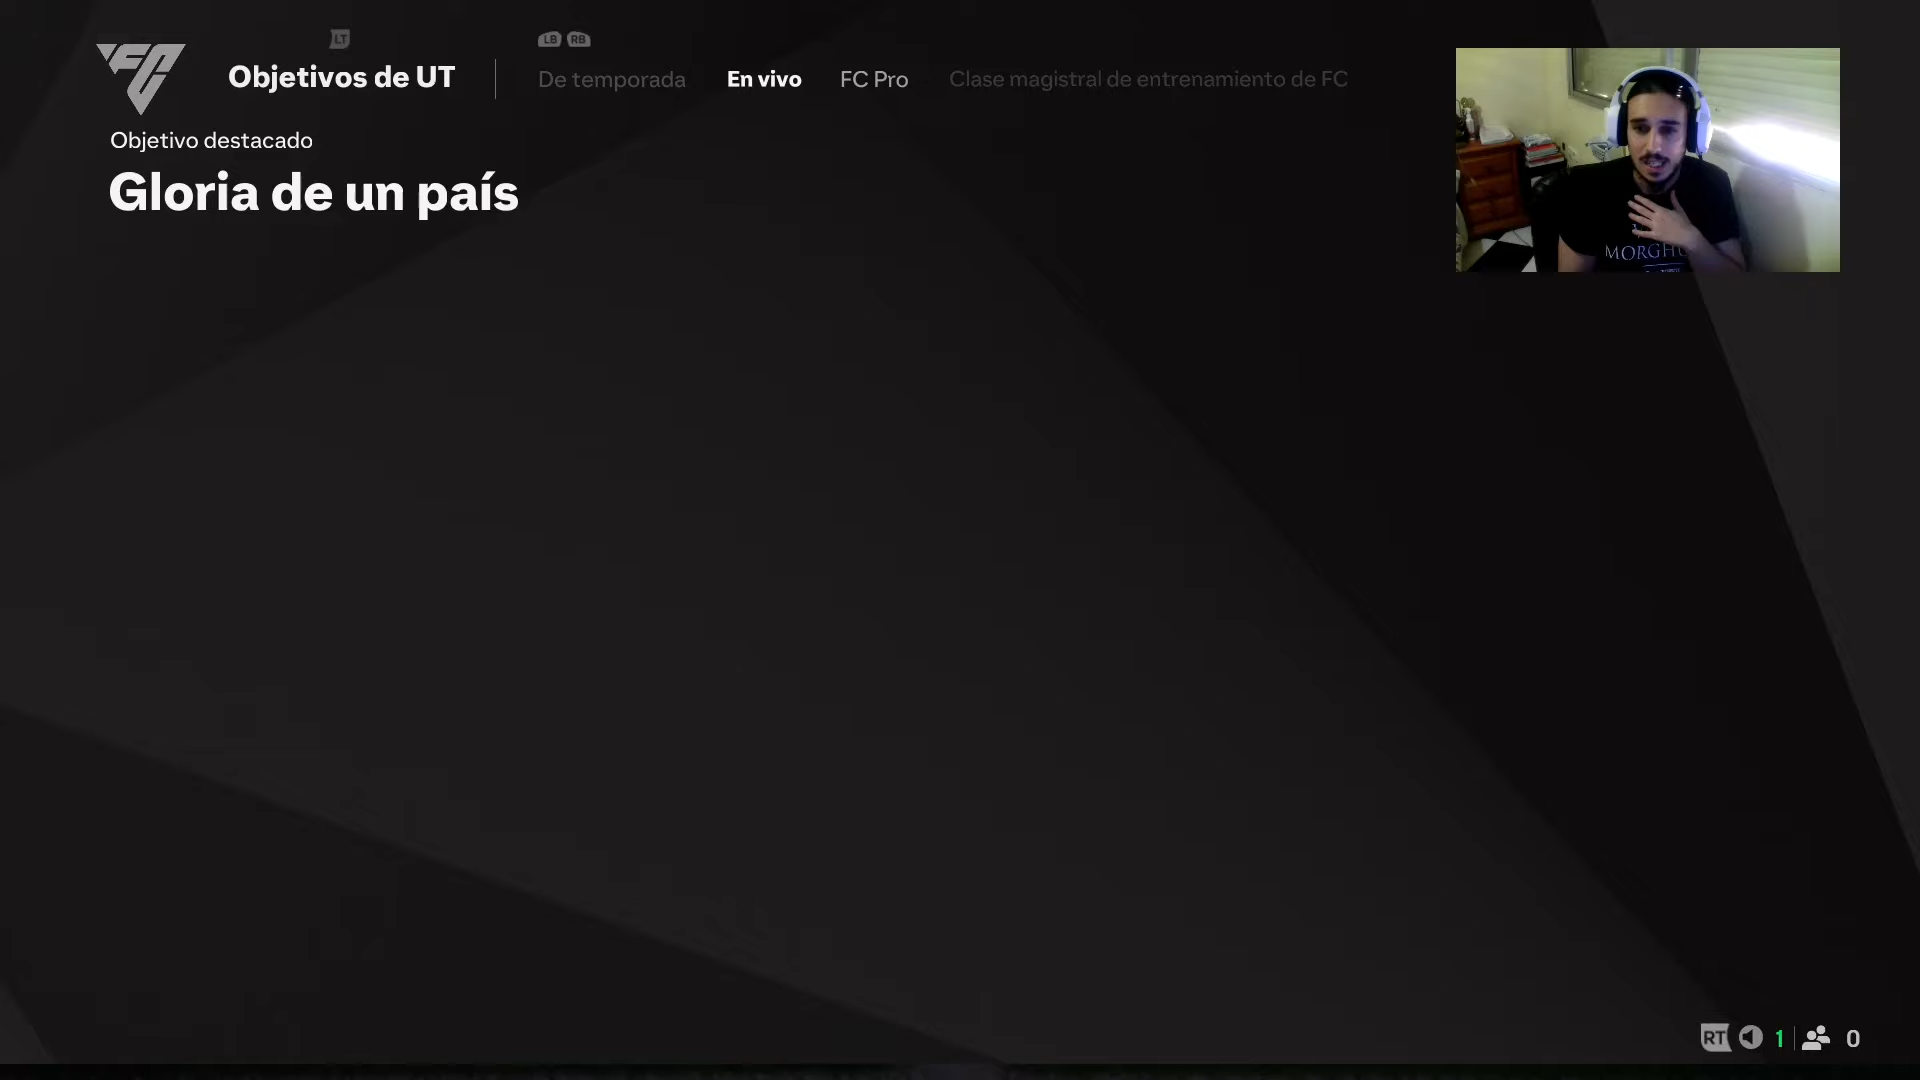 LT
LB RB
Objetivos de UT
De temporada
En vivo
FC Pro
Clase magistral de entrenamiento de FC
Objetivo destacado
Gloria de un país
MORGHU
RT 1 0